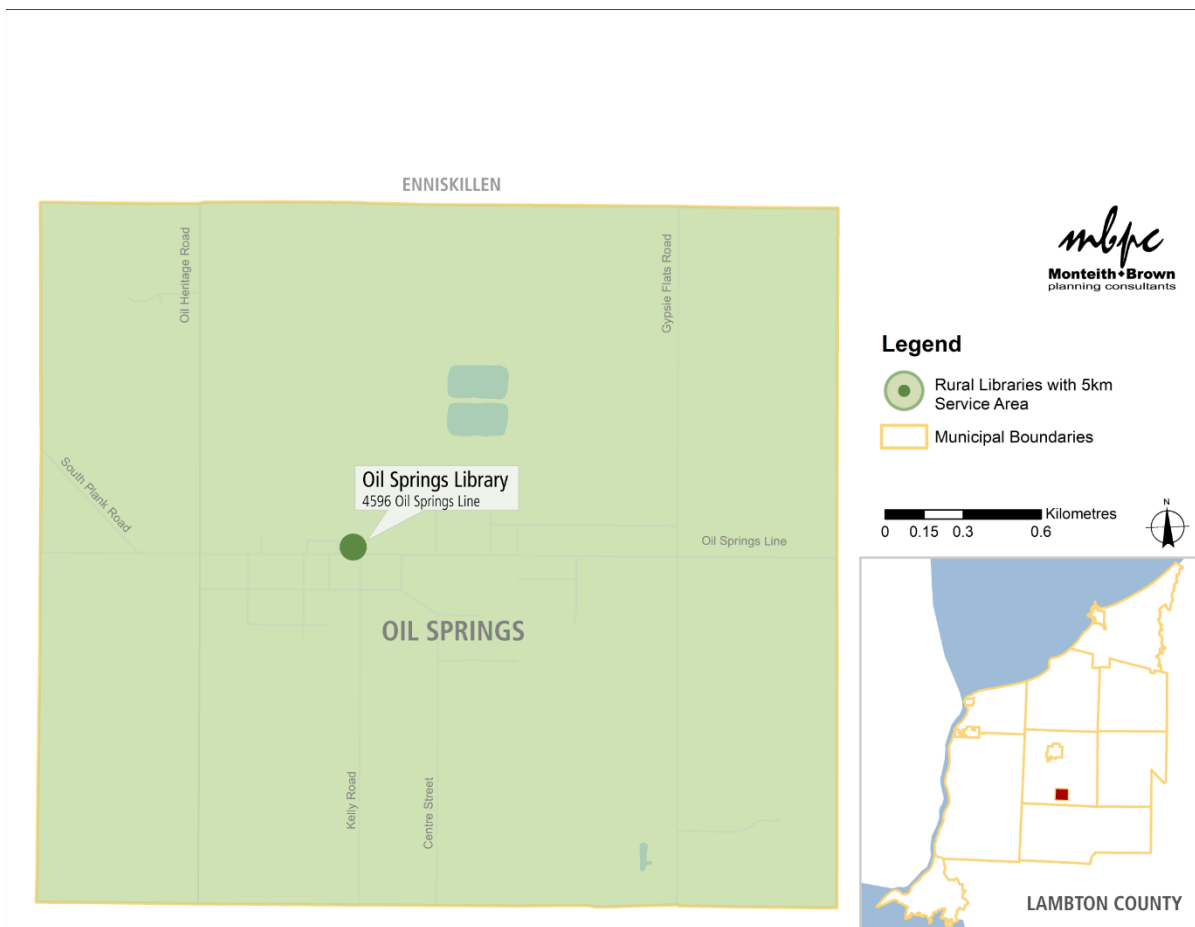 ENNISKILLEN
Oil Heritage Road
Gypsie Flats Road
South Plank Road
Oil Springs Library
4596 Oil Springs Line
Oil Springs Line
OIL SPRINGS
Kelly Road
Centre Street
mbpc
Monteith Brown
planning consultants
Legend
Rural Libraries with 5km
Service Area
Municipal Boundaries
Kilometres
0 0.15 0.3 0.6
N
LAMBTON COUNTY